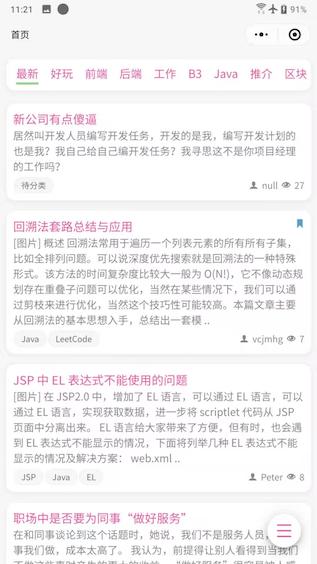 11:21
91%
首页
最新 好玩 前端 后端 工作 B3 Java 推介 区块
新公司有点傻逼
居然叫开发人员编写开发任务，开发的是我，编写开发计划的
也是我？我自己给自己编开发任务？我寻思这不是你项目经理
的工作吗？
待分类
null 27
回溯法套路总结与应用
[图片] 概述 回溯法常用于遍历一个列表元素的所有所有子集，
比如全排列问题。可以说深度优先搜索就是回溯法的一种特殊
形式。该方法的时间复杂度比较大一般为 O(N!)，它不像动态规
划存在重叠子问题可以优化，当然在某些情况下，我们可以通
过剪枝来进行优化，当然这个技巧性可能较高。本篇文章主要
从回溯法的基本思想入手，总结出一套模 ..
Java LeetCode
vcjmhg 7
JSP 中 EL 表达式不能使用的问题
[图片] 在 JSP2.0 中，增加了 EL 语言，可以通过 EL 语言，可以
通过 EL 语言，实现获取数据，进一步将 scriptlet 代码从 JSP
页面中分离出来。 EL 语言给大家带来了方便，但有时，也会遇
到 EL 表达式不能显示的情况，下面将列举几种 EL 表达式不能
显示的情况及解决方案： web.xml ..
JSP Java EL
Peter 8
职场中是否要为同事“做好服务”
在和同事谈论到这个话题时，她说，我们不是服务人员，
事我们做，成本太高了。 我认为，前提得让别人看得到当我们